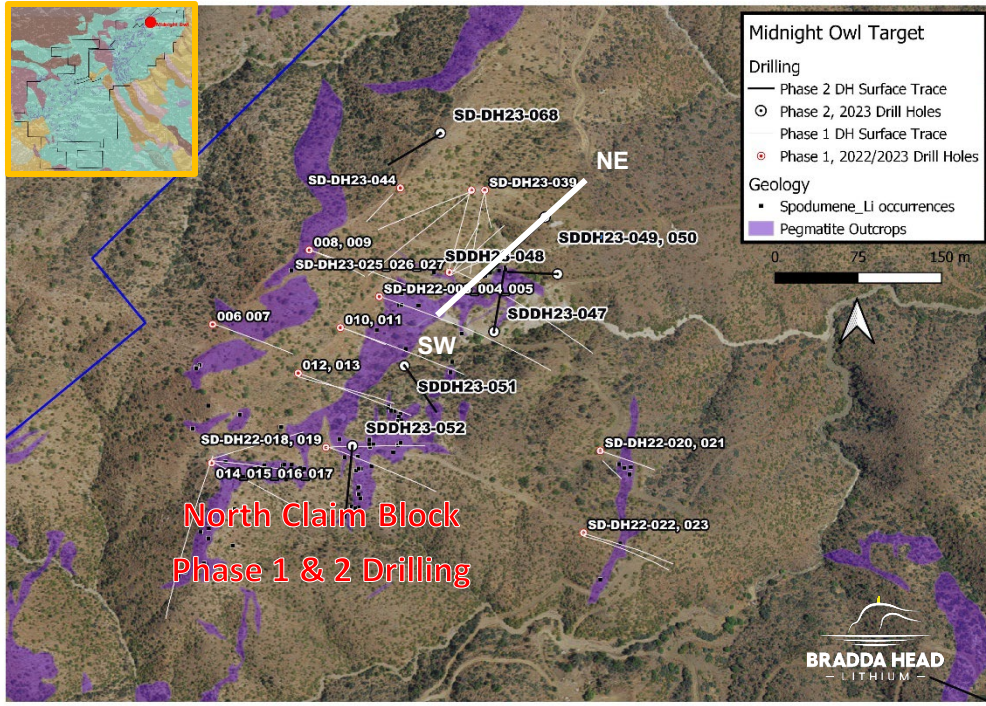 Midnight Owl
Midnight Owl Target
Drilling
Phase 2 DH Surface Trace
Phase 2, 2023 Drill Holes
Phase 1 DH Surface Trace
Phase 1, 2022/2023 Drill Holes
Geology
Spodumene_Li occurrences
Pegmatite Outcrops
0 75 150 m
SD-DH23-068
NE
SD-DH23-044
SD-DH23-039
SDDH23-049, 050
008, 009
SDDH23-048
SD-DH23-025_026_027
SD-DH22-003_004_005
006 007
010, 011
SDDH23-047
SW
012, 013
SDDH23-051
SDDH23-052
SD-DH22-018, 019
SD-DH22-020, 021
014_015_016_017
North Claim Block
Phase 1 & 2 Drilling
SD-DH22-022, 023
BRADDA HEAD
LITHIUM